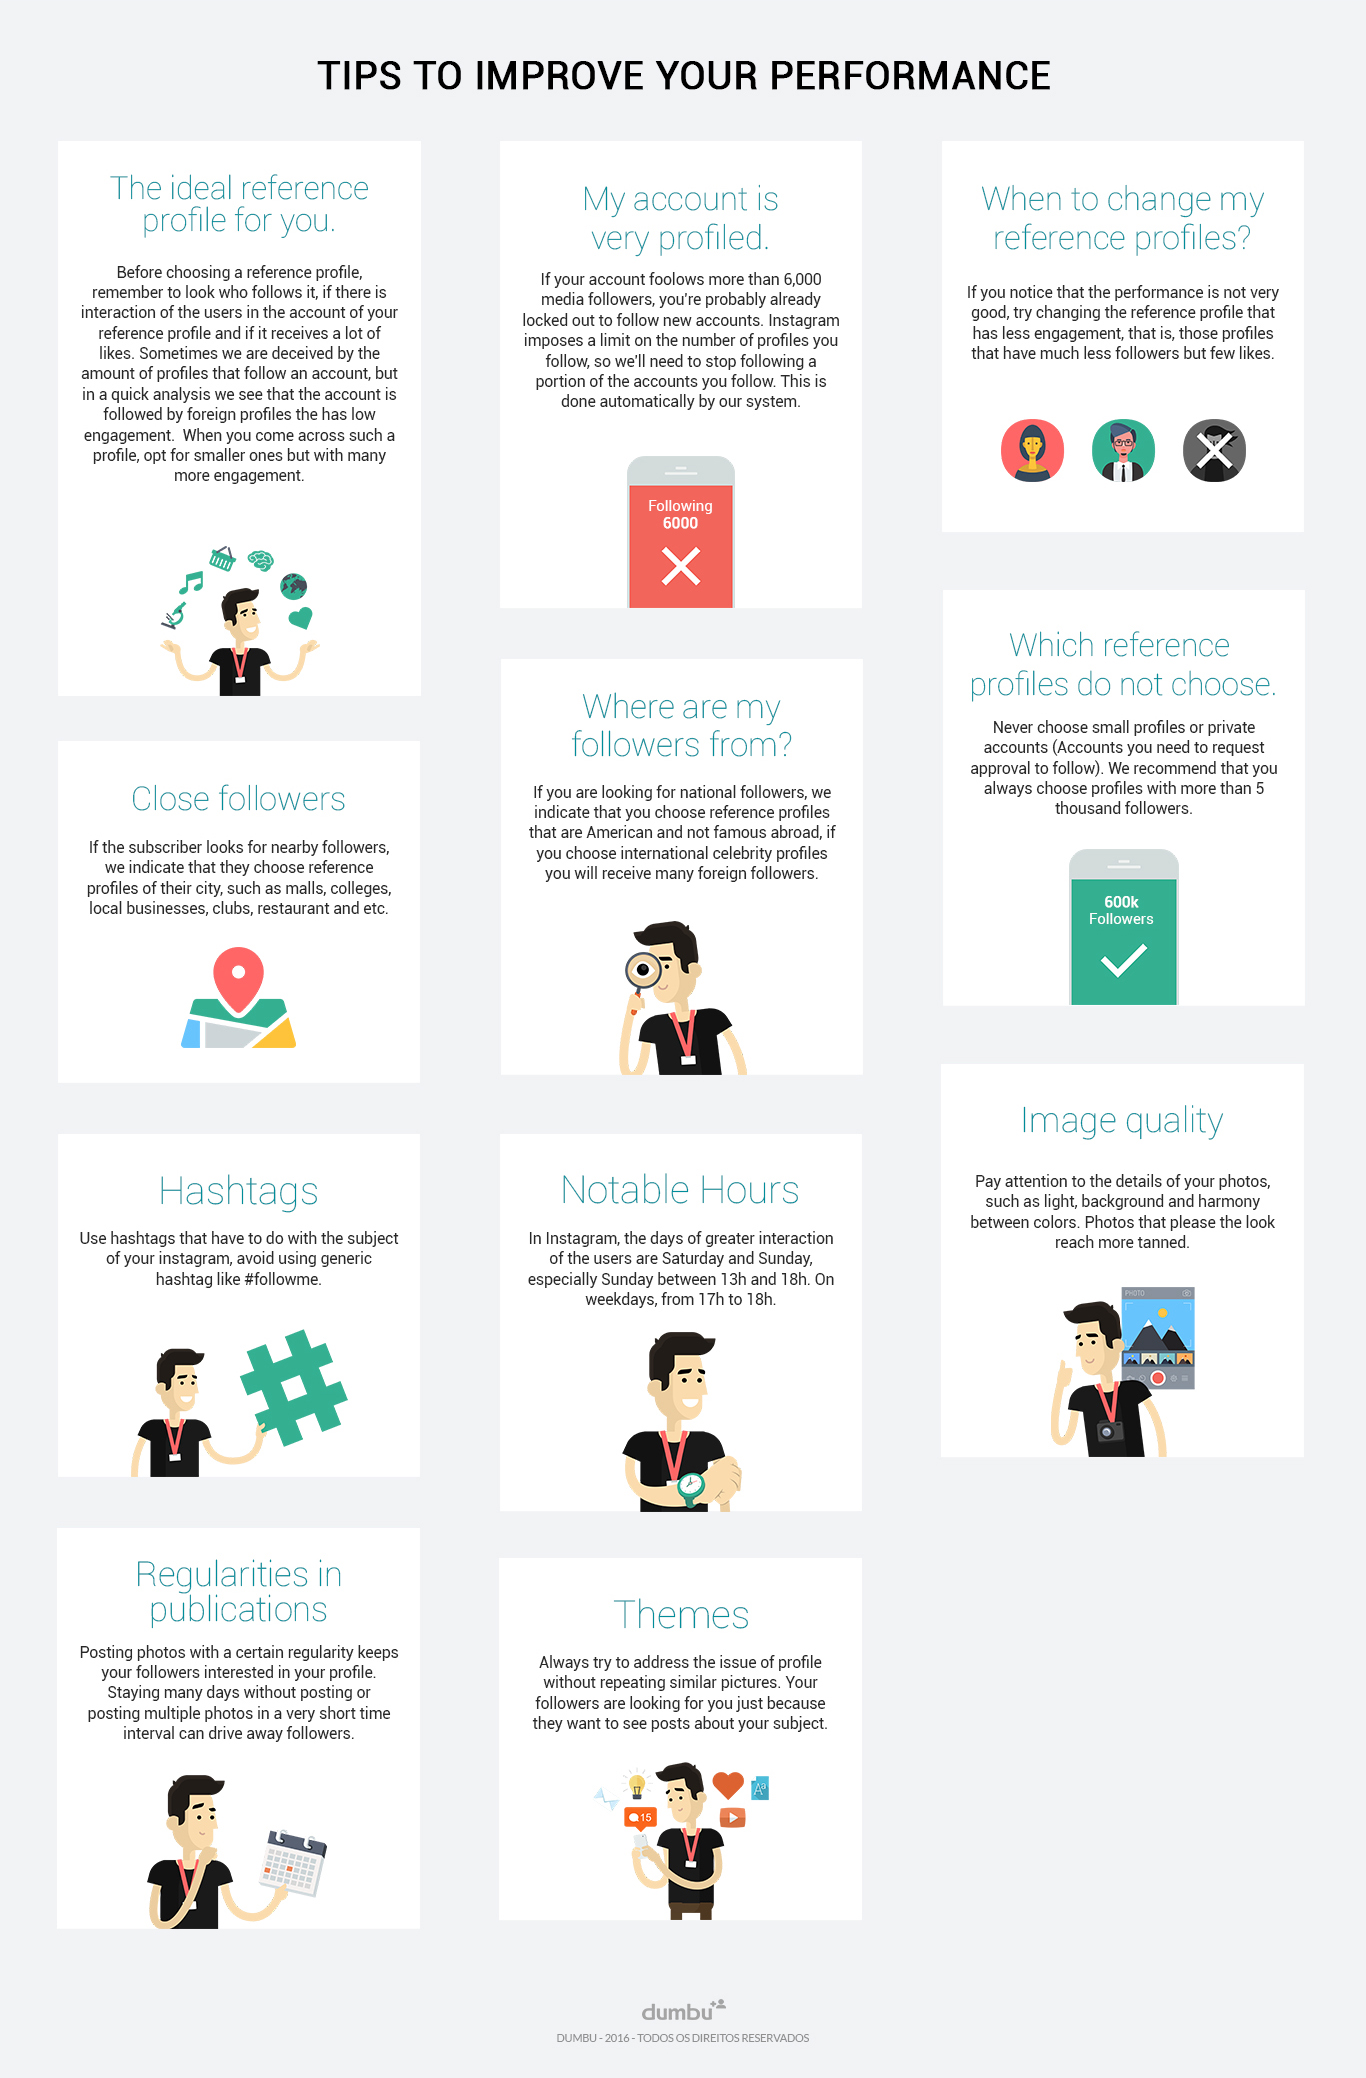 TIPS TO IMPROVE YOUR PERFORMANCE
The ideal reference
profile for you.
Before choosing a reference profile,
remember to look who follows it, if there is
interaction of the users in the account of your
reference profile and if it receives a lot of
likes. Sometimes we are deceived by the
amount of profiles that follow an account, but
in a quick analysis we see that the account is
followed by foreign profiles the has low
engagement. When you come across such a
profile, opt for smaller ones but with many
more engagement.
Close followers
If the subscriber looks for nearby followers,
we indicate that they choose reference
profiles of their city, such as malls, colleges,
local businesses, clubs, restaurant and etc.
Hashtags
Use hashtags that have to do with the subject
of your instagram, avoid using generic
hashtag like #followme.
Regularities in
publications
Posting photos with a certain regularity keeps
your followers interested in your profile.
Staying many days without posting or
posting multiple photos in a very short time
interval can drive away followers.
My account is
very profiled.
If your account foolows more than 6,000
media followers, you're probably already
locked out to follow new accounts. Instagram
imposes a limit on the number of profiles you
follow, so we'll need to stop following a
portion of the accounts you follow. This is
done automatically by our system.
Following
6000
Where are my
followers from?
If you are looking for national followers, we
indicate that you choose reference profiles
that are American and not famous abroad, if
you choose international celebrity profiles
you will receive many foreign followers.
Notable Hours
In Instagram, the days of greater interaction
of the users are Saturday and Sunday,
especially Sunday between 13h and 18h. On
weekdays, from 17h to 18h.
Themes
Always try to address the issue of profile
without repeating similar pictures. Your
followers are looking for you just because
they want to see posts about your subject.
Aa
15
When to change my
reference profiles?
If you notice that the performance is not very
good, try changing the reference profile that
has less engagement, that is, those profiles
that have much less followers but few likes.
Which reference
profiles do not choose.
Never choose small profiles or private
accounts (Accounts you need to request
approval to follow). We recommend that you
always choose profiles with more than 5
thousand followers.
600k
Followers
Image quality
Pay attention to the details of your photos,
such as light, background and harmony
between colors. Photos that please the look
reach more tanned.
PHOTO
dumbu
DUMBU - 2016 - TODOS OS DIREITOS RESERVADOS